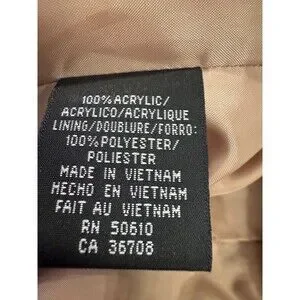 100% ACRYLIC/
ACRYLICO/ACRYLIQUE
LINING/DOUBLURE/FORRO:
100% POLYESTER/
POLIESTER
MADE IN VIETNAM
HECHO EN VIETNAM
FAIT AU VIETNAM
RN 50610
CA 36708